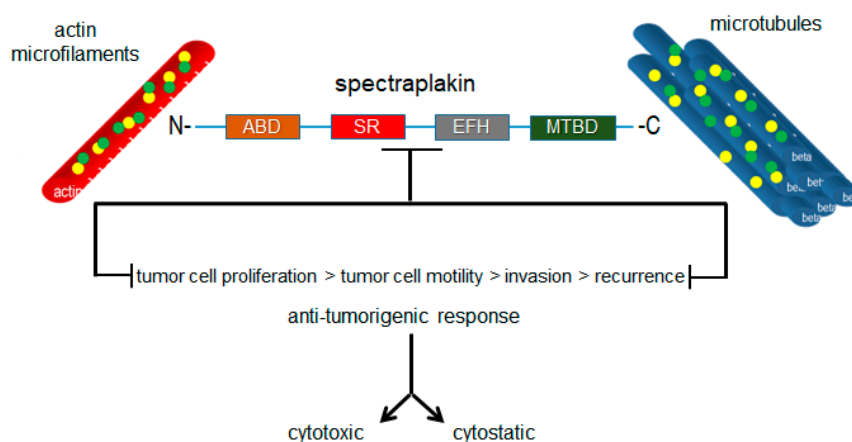 actin
microfilaments
microtubules
spectraplakin
N- ABD SR EFH MTBD -C
actin
beta
beta
beta
beta
be
tumor cell proliferation > tumor cell motility > invasion > recurrence
anti-tumorigenic response
cytotoxic cytostatic